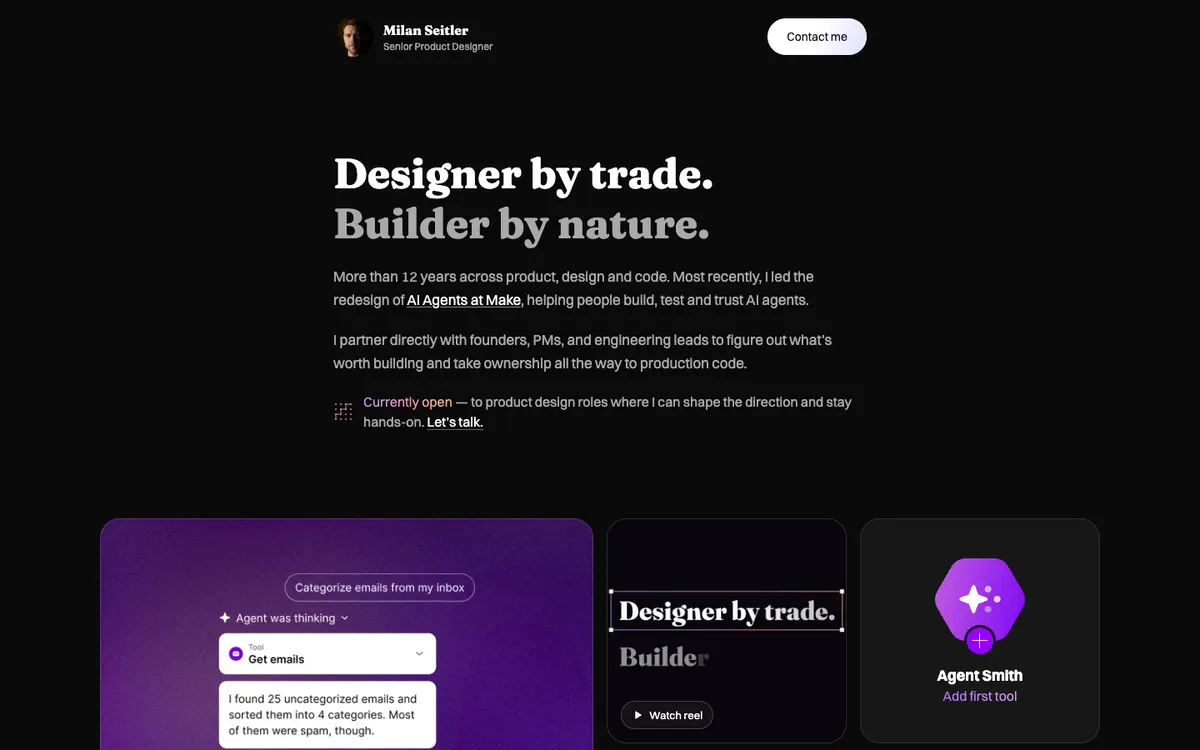 Milan Seitler
Senior Product Designer
Contact me
Designer by trade.
Builder by nature.
More than 12 years across product, design and code. Most recently, I led the
redesign of AI Agents at Make, helping people build, test and trust AI agents.
I partner directly with founders, PMs, and engineering leads to figure out what's
worth building and take ownership all the way to production code.
Currently open — to product design roles where I can shape the direction and stay
hands-on. Let's talk.
Categorize emails from my inbox
Agent was thinking
Tool
Get emails
I found 25 uncategorized emails and
sorted them into 4 categories. Most
of them were spam, though.
Designer by trade.
Builder
Watch reel
Agent Smith
Add first tool